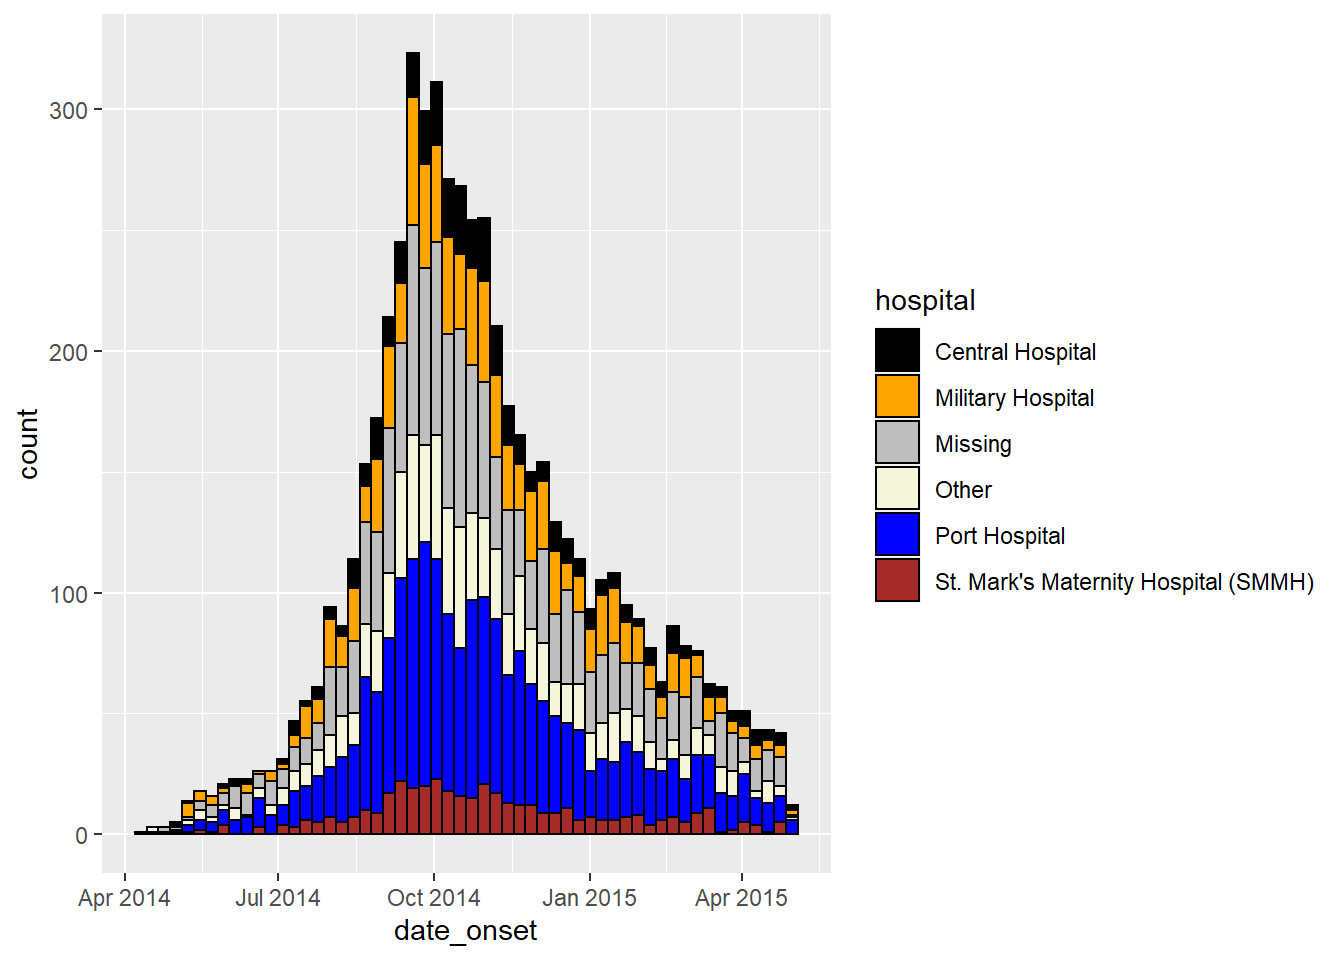 300
200
100
0
count
Apr 2014 Jul 2014 Oct 2014 Jan 2015 Apr 2015
date_onset
hospital
Central Hospital
Military Hospital
Missing
Other
Port Hospital
St. Mark's Maternity Hospital (SMMH)